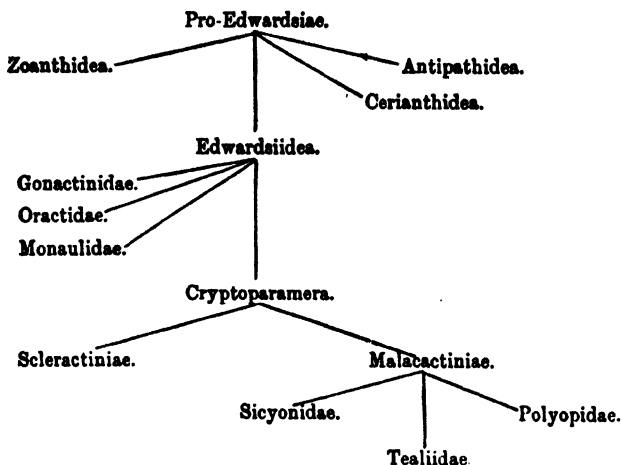 Pro-Edwardsiae.
Zoanthidea.
Antipathidea.
Cerianthidea.
Edwardsiidea.
Gonactinidae.
Oractidae.
Monaulidae.
Cryptoparamera.
Scleractiniae.
Malacactiniae.
Sicyonidae.
Polyopidae.
Tealiidae